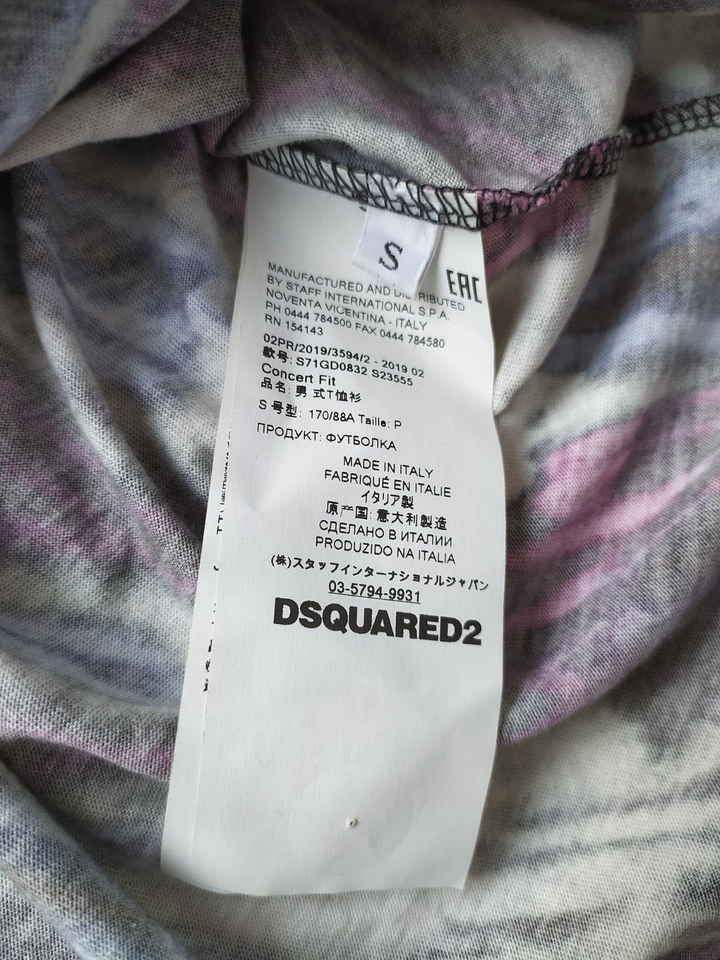 S
EAC
MANUFACTURED AND DISTRIBUTED
BY STAFF INTERNATIONAL S.P.A.
NOVENTA VICENTINA - ITALY
PH 0444 784500 FAX 0444 784580
RN 154143
02PR/2019/3594/2 - 2019 02
款号: S71GD0832 S23555
Concert Fit
品名: 男 式T恤衫
S 号型: 170/88A Taille: P
ПРОДУКТ: ФУТБОЛКА
MADE IN ITALY
FABRIQUÉ EN ITALIE
イタリア製
原产国: 意大利製造
СДЕЛАНО В ИТАЛИИ
PRODUZIDO NA ITALIA
(株)スタッフインターナショナルジャパン
03-5794-9931
DSQUARED2